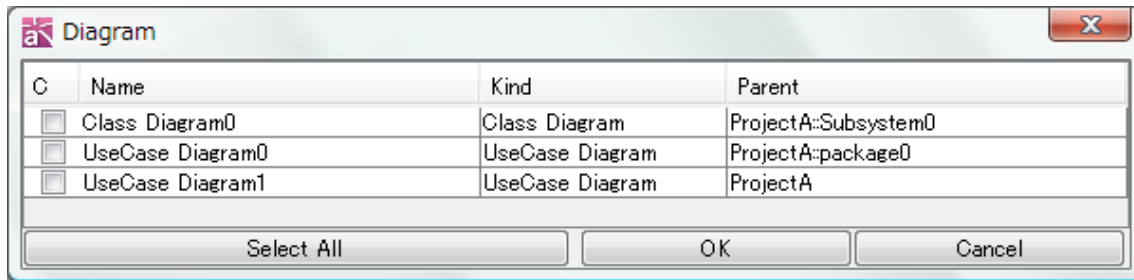 Diagram
C Name Kind Parent
Class Diagram0 Class Diagram ProjectA::Subsystem0
UseCase Diagram0 UseCase Diagram ProjectA::package0
UseCase Diagram1 UseCase Diagram ProjectA
Select All OK Cancel